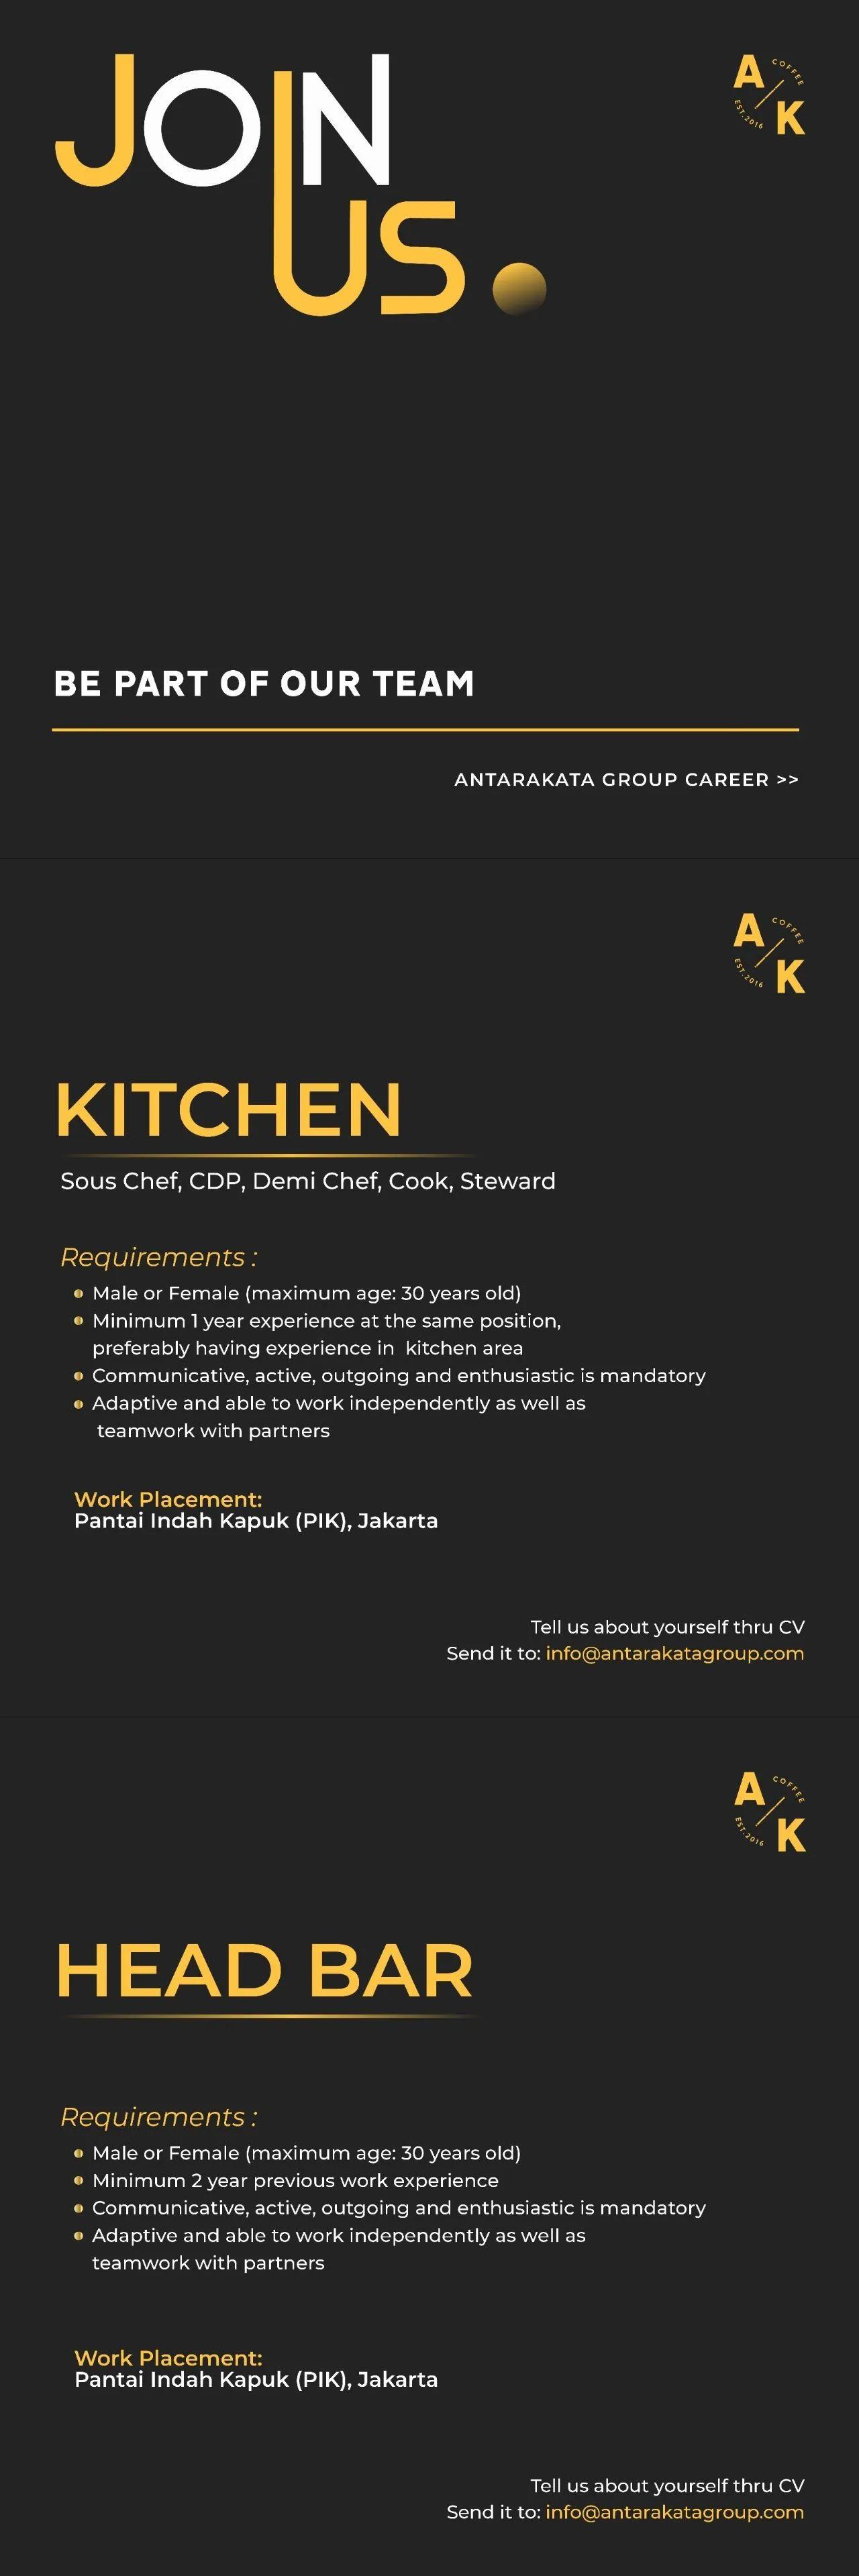 JOIN
US.
A COFFEE
EST. 2016 K
BE PART OF OUR TEAM
ANTARAKATA GROUP CAREER >>
A COFFEE
EST. 2016 K
KITCHEN
Sous Chef, CDP, Demi Chef, Cook, Steward
Requirements :
Male or Female (maximum age: 30 years old)
Minimum 1 year experience at the same position,
preferably having experience in  kitchen area
Communicative, active, outgoing and enthusiastic is mandatory
Adaptive and able to work independently as well as
teamwork with partners
Work Placement:
Pantai Indah Kapuk (PIK), Jakarta
Tell us about yourself thru CV
Send it to: info@antarakatagroup.com
A COFFEE
EST. 2016 K
HEAD BAR
Requirements :
Male or Female (maximum age: 30 years old)
Minimum 2 year previous work experience
Communicative, active, outgoing and enthusiastic is mandatory
Adaptive and able to work independently as well as
teamwork with partners
Work Placement:
Pantai Indah Kapuk (PIK), Jakarta
Tell us about yourself thru CV
Send it to: info@antarakatagroup.com